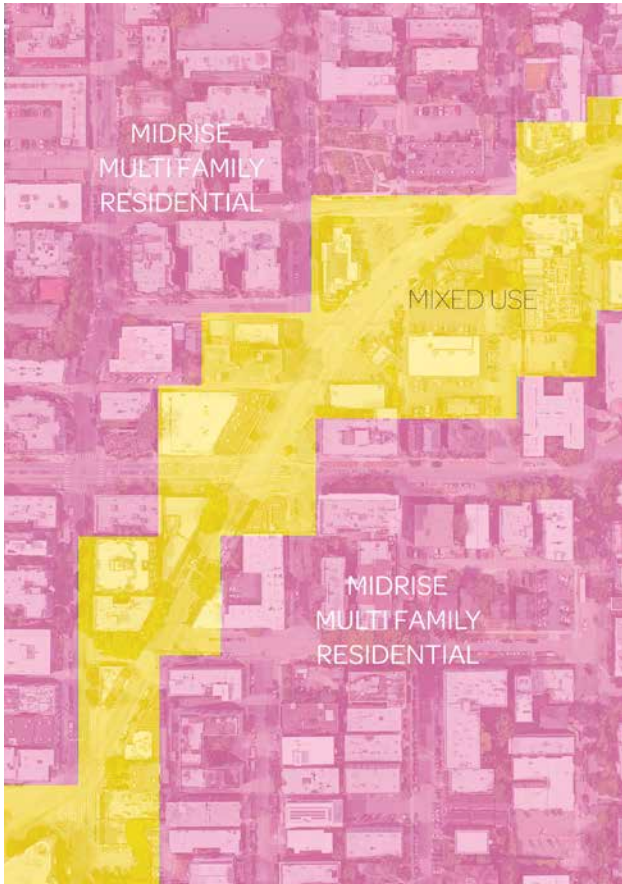 MIDRISE
MULTI FAMILY
RESIDENTIAL
MIXED USE
MIDRISE
MULTI FAMILY
RESIDENTIAL